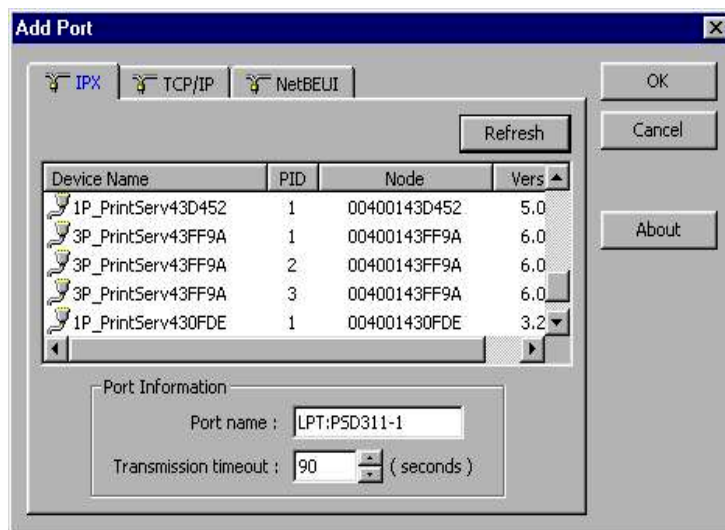 Add Port
IPX TCP/IP NetBEUI
OK
Refresh
Cancel
Device Name PID Node Vers
1P_PrintServ43D452 1 00400143D452 5.0
3P_PrintServ43FF9A 1 00400143FF9A 6.0
3P_PrintServ43FF9A 2 00400143FF9A 6.0
3P_PrintServ43FF9A 3 00400143FF9A 6.0
1P_PrintServ430FDE 1 004001430FDE 3.2
About
Port Information
Port name : LPT:PSD311-1
Transmission timeout : 90 ( seconds )